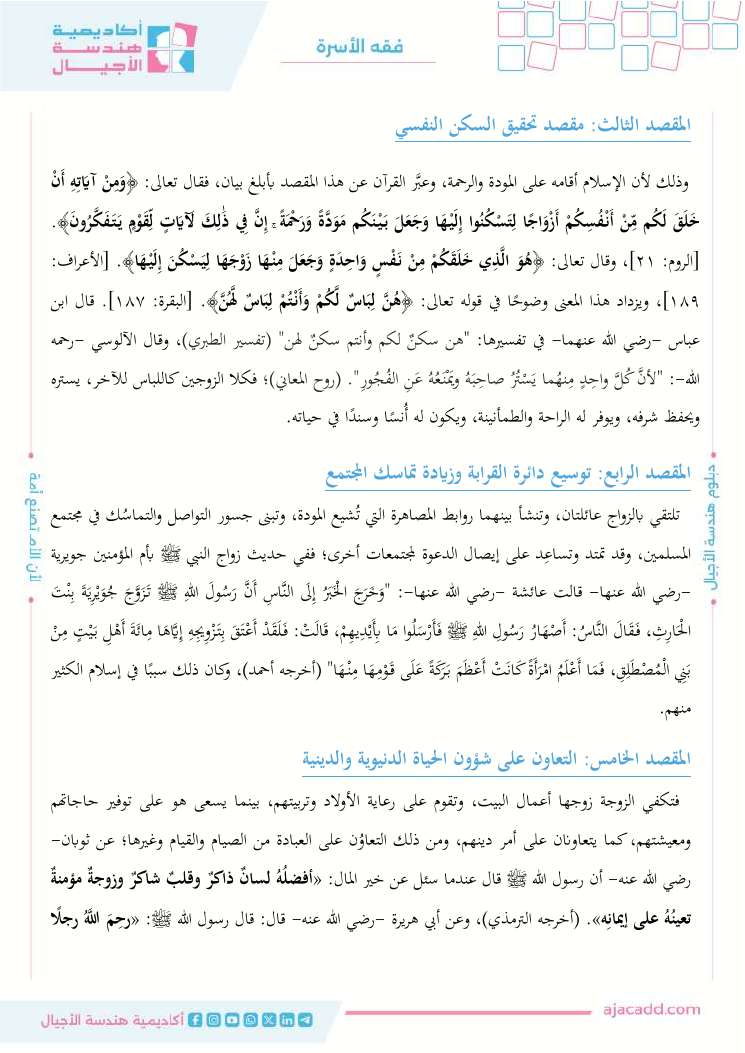 أكاديمية
هندسة
الأجيال
فقه الأسرة
المقصد الثالث: مقصد تحقيق السكن النفسي
وذلك لأن الإسلام أقامه على المودة والرحمة، وعبَّر القرآن عن هذا المقصد بأبلغ بيان، فقال تعالى: ﴿وَمِنْ آيَاتِهِ أَنْ
خَلَقَ لَكُم مِّنْ أَنْفُسِكُمْ أَزْوَاجًا لِتَسْكُنُوا إِلَيْهَا وَجَعَلَ بَيْنَكُم مَوَدَّةً وَرَحْمَةً ۚ إِنَّ فِي ذَٰلِكَ لَآيَاتٍ لِّقَوْمٍ يَتَفَكَّرُونَ﴾.
[الروم: ٢١]، وقال تعالى: ﴿هُوَ الَّذِي خَلَقَكُمْ مِنْ نَفْسٍ وَاحِدَةٍ وَجَعَلَ مِنْهَا زَوْجَهَا لِيَسْكُنَ إِلَيْهَا﴾. [الأعراف:
١٨٩]، ويزداد هذا المعنى وضوحًا في قوله تعالى: ﴿هُنَّ لِبَاسٌ لَّكُمْ وَأَنْتُمْ لِبَاسٌ لَّهُنَّ﴾. [البقرة: ١٨٧]. قال ابن
عباس -رضي الله عنهما- في تفسيرها: "هن سكنٌ لكم وأنتم سكنٌ لهن" (تفسير الطبري)، وقال الآلوسي -رحمه
الله-: "لأنَّ كُلَّ واحدٍ مِنهُما يَسْتُرُ صاحِبَهُ ويَمْنَعُهُ عَنِ الفُجُورِ". (روح المعاني)؛ فكلا الزوجين كاللباس للآخر، يستره
ويحفظ شرفه، ويوفر له الراحة والطمأنينة، ويكون له أُنسًا وسندًا في حياته.
المقصد الرابع: توسيع دائرة القرابة وزيادة تماسك المجتمع
تلتقي بالزواج عائلتان، وتنشأ بينهما روابط المصاهرة التي تُشيع المودة، وتبنى جسور التواصل والتماسُك في مجتمع
المسلمين، وقد تمتد وتساعِد على إيصال الدعوة لمجتمعات أخرى؛ ففي حديث زواج النبي ﷺ بأم المؤمنين جويرية
-رضي الله عنها- قالت عائشة -رضي الله عنها-: "وَخَرَجَ الْخَبَرُ إِلَى النَّاسِ أَنَّ رَسُولَ اللهِ ﷺ تَزَوَّجَ جُوَيْرِيَةَ بِنْتَ
الْحَارِثِ، فَقَالَ النَّاسُ: أَصْهَارُ رَسُولِ اللهِ ﷺ فَأَرْسَلُوا مَا بِأَيْدِيهِمْ، قَالَتْ: فَلَقَدْ أَعْتَقَ بِتَزْوِيجِهِ إِيَّاهَا مِائَةَ أَهْلِ بَيْتٍ مِنْ
بَنِي الْمُصْطَلِقِ، فَمَا أَعْلَمُ امْرَأَةً كَانَتْ أَعْظَمَ بَرَكَةً عَلَى قَوْمِهَا مِنْهَا" (أخرجه أحمد)، وكان ذلك سببًا في إسلام الكثير
منهم.
المقصد الخامس: التعاون على شؤون الحياة الدنيوية والدينية
فتكفي الزوجة زوجها أعمال البيت، وتقوم على رعاية الأولاد وتربيتهم، بينما يسعى هو على توفير حاجاتهم
ومعيشتهم، كما يتعاونان على أمر دينهم، ومن ذلك التعاوُن على العبادة من الصيام والقيام وغيرها؛ عن ثوبان-
رضي الله عنه- أن رسول الله ﷺ قال عندما سئل عن خير المال: «أفضلُهُ لسانٌ ذاكرٌ وقلبٌ شاكرٌ وزوجةٌ مؤمنةٌ
تعينُهُ على إيمانِه». (أخرجه الترمذي)، وعن أبي هريرة -رضي الله عنه- قال: قال رسول الله ﷺ: «رحِمَ اللَّهُ رجلًا
دبلوم هندسة الأجيال
لأن الأم تصنع أمة
أكاديمية هندسة الأجيال
ajacadd.com